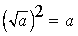 (√a)² = a